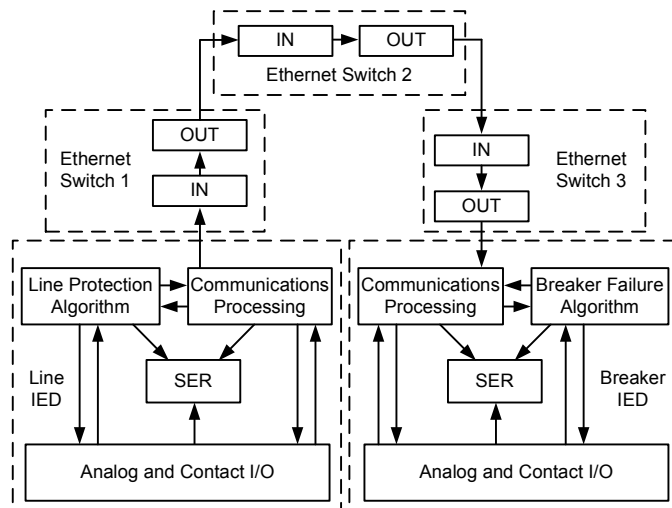 IN
OUT
Ethernet Switch 2
OUT
Ethernet
Switch 1
IN
IN
Ethernet
Switch 3
OUT
Line Protection
Algorithm
Communications
Processing
Communications
Processing
Breaker Failure
Algorithm
Line
IED
SER
SER
Breaker
IED
Analog and Contact I/O
Analog and Contact I/O